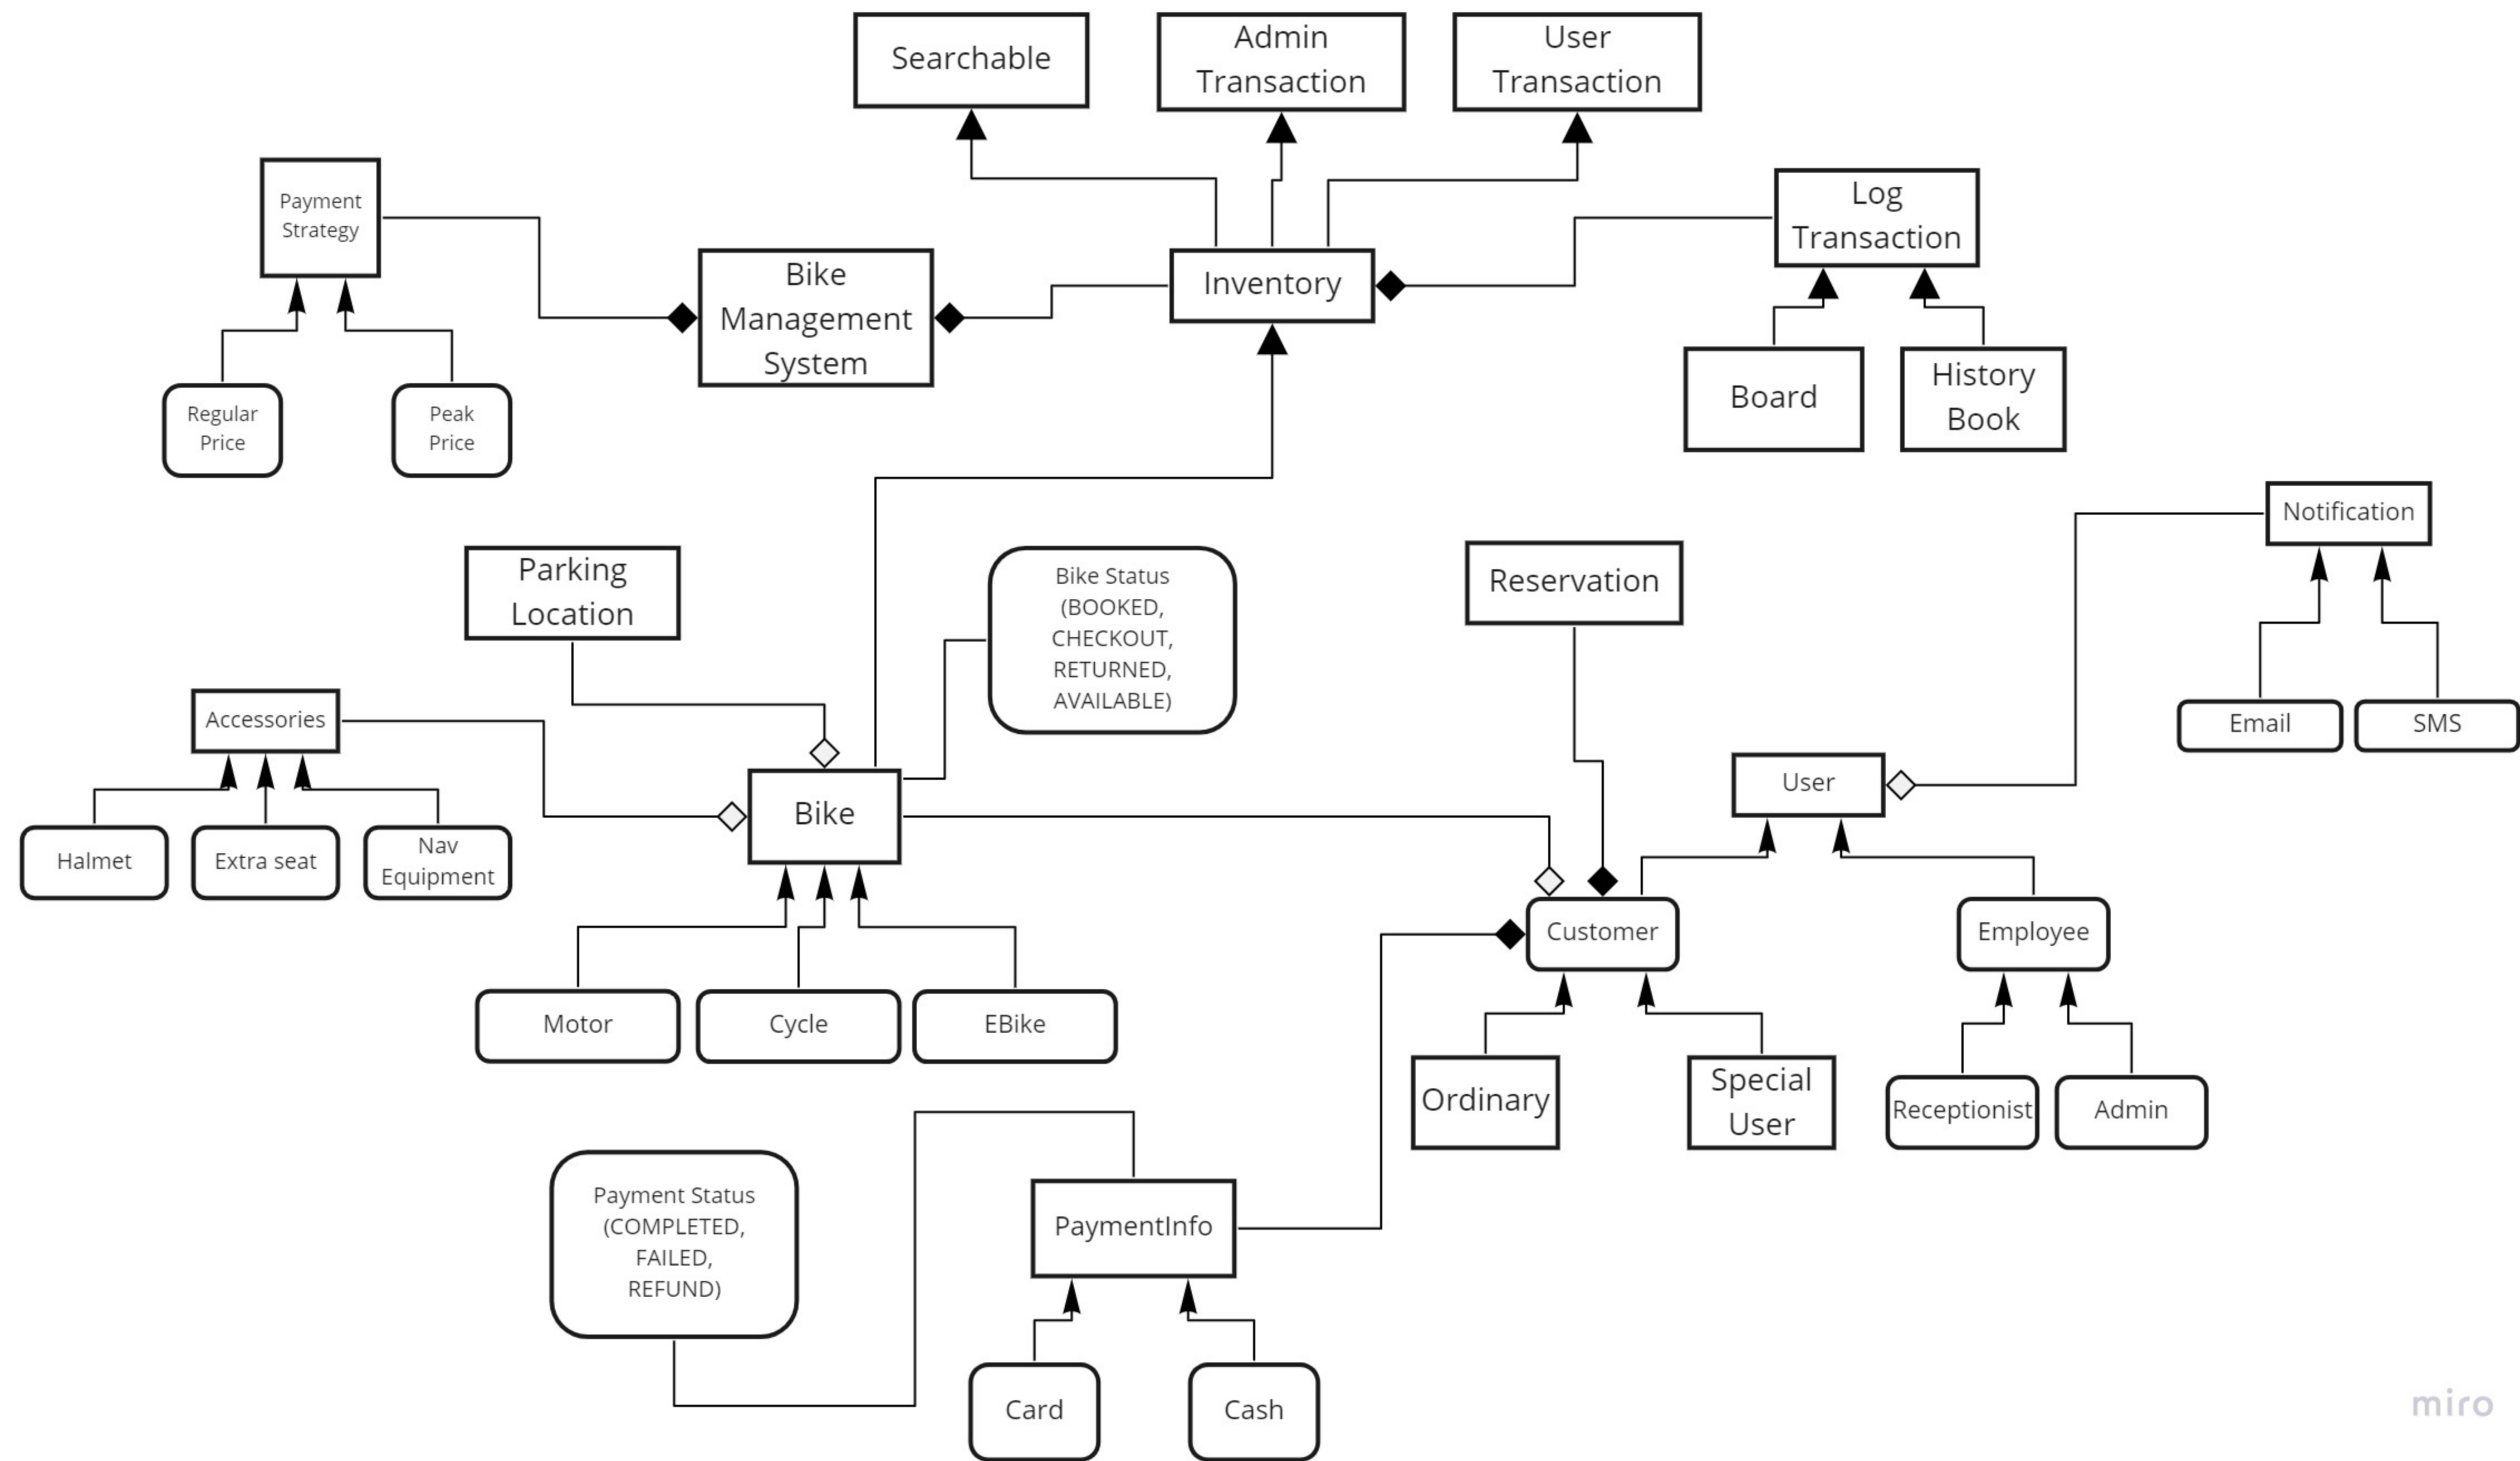 Searchable
Admin
Transaction
User
Transaction
Payment
Strategy
Log
Transaction
Bike
Management
System
Inventory
Regular
Price
Peak
Price
Board
History
Book
Notification
Parking
Location
Bike Status
(BOOKED,
CHECKOUT,
RETURNED,
AVAILABLE)
Reservation
Accessories
Email
SMS
User
Bike
Halmet
Extra seat
Nav
Equipment
Customer
Employee
Motor
Cycle
EBike
Ordinary
Special
User
Receptionist
Admin
Payment Status
(COMPLETED,
FAILED,
REFUND)
PaymentInfo
Card
Cash
miro